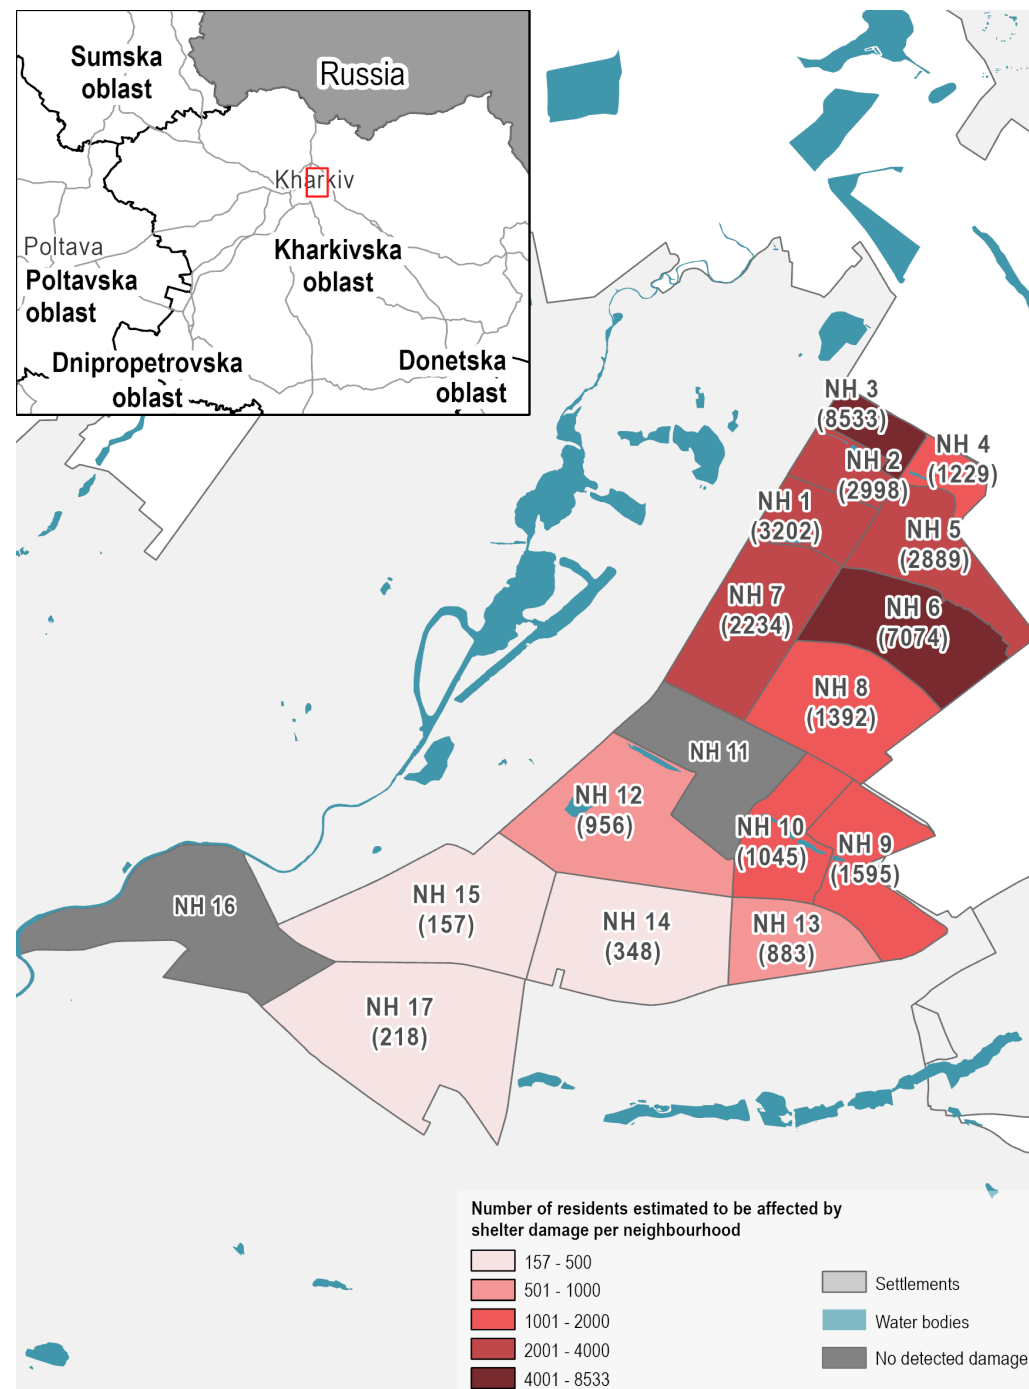 Sumska
oblast
Russia
Kharkiv
Poltava
Poltavska
oblast
Kharkivska
oblast
Dnipropetrovska
oblast
Donetska
oblast
NH 3
(8533)
NH 4
(1229)
NH 2
(2998)
NH 1
(3202)
NH 5
(2889)
NH 7
(2234)
NH 6
(7074)
NH 8
(1392)
NH 11
NH 12
(956)
NH 10
(1045)
NH 9
(1595)
NH 15
(157)
NH 16
NH 14
(348)
NH 13
(883)
NH 17
(218)
Number of residents estimated to be affected by
shelter damage per neighbourhood
157 - 500
501 - 1000
1001 - 2000
2001 - 4000
4001 - 8533
Settlements
Water bodies
No detected damage